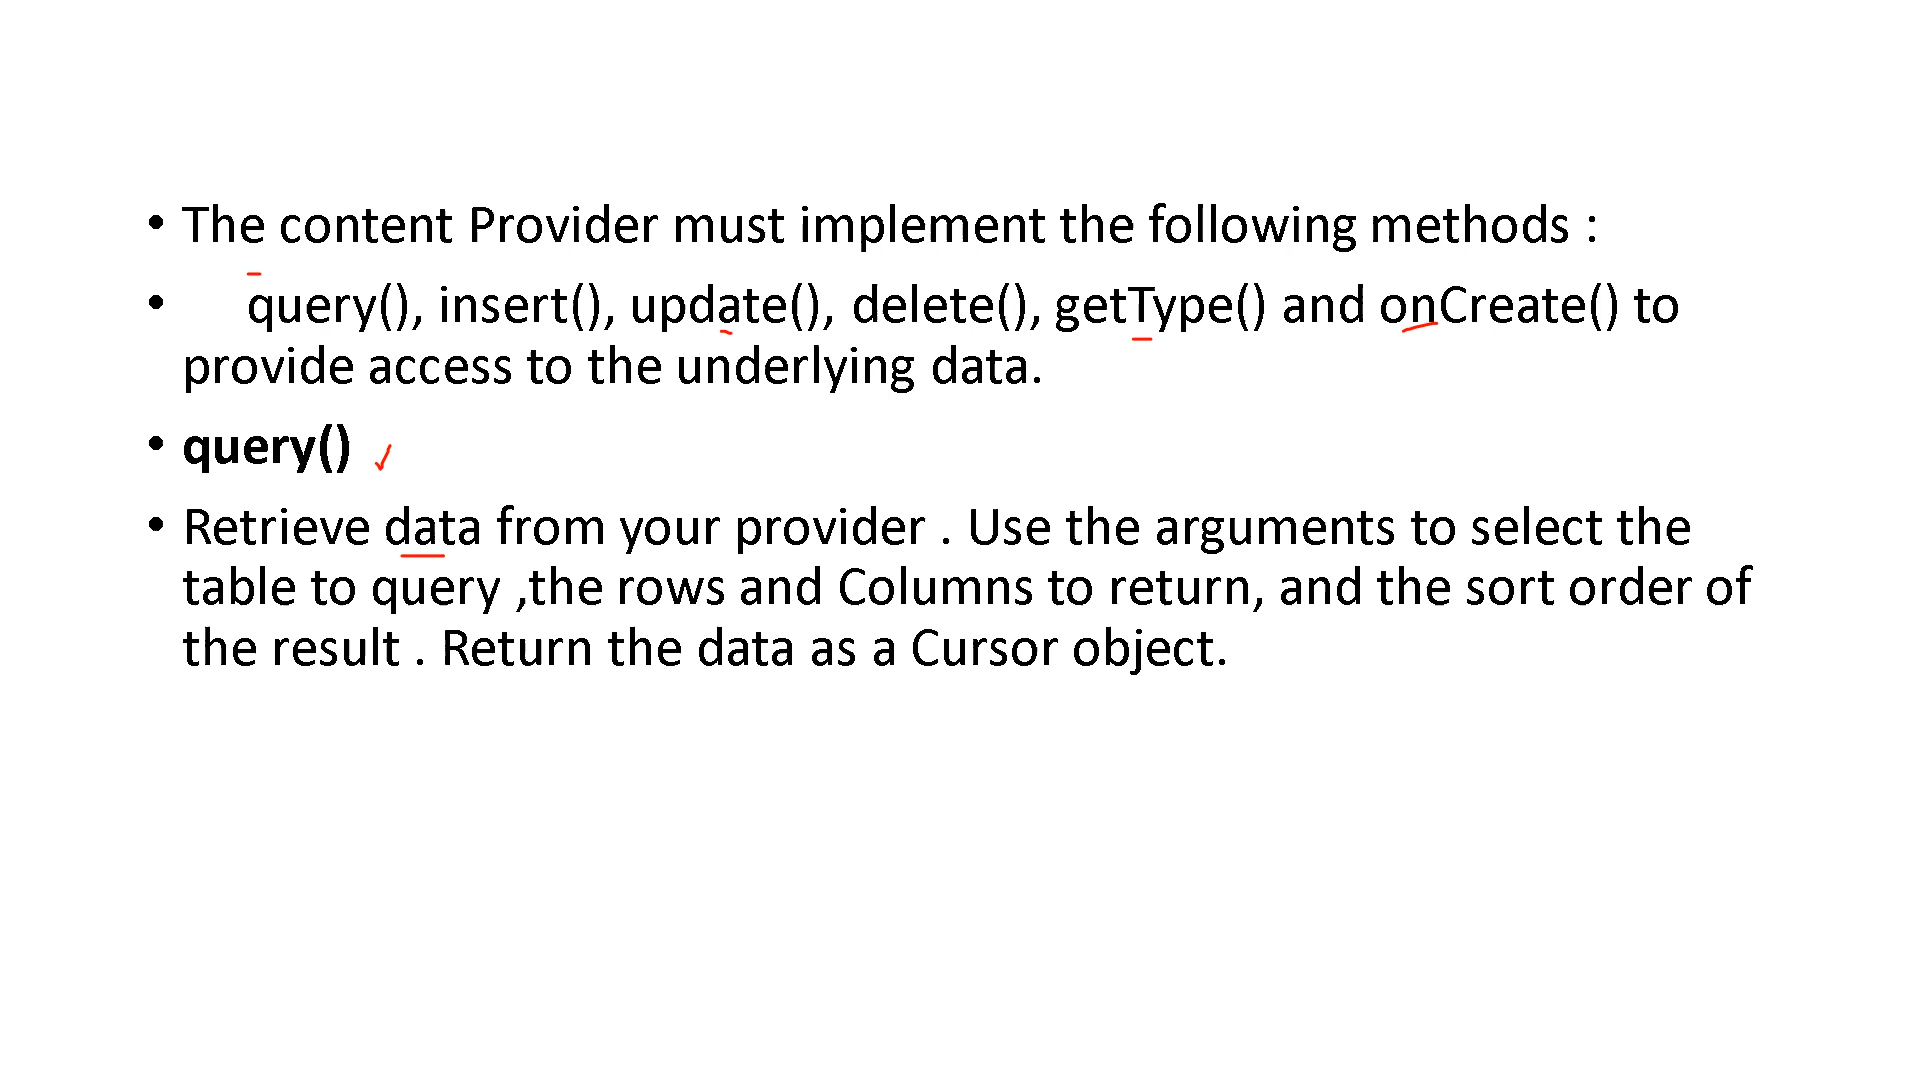 • The content Provider must implement the following methods :
• query(), insert(), update(), delete(), getType() and onCreate() to
provide access to the underlying data.
• query()
• Retrieve data from your provider . Use the arguments to select the
table to query ,the rows and Columns to return, and the sort order of
the result . Return the data as a Cursor object.